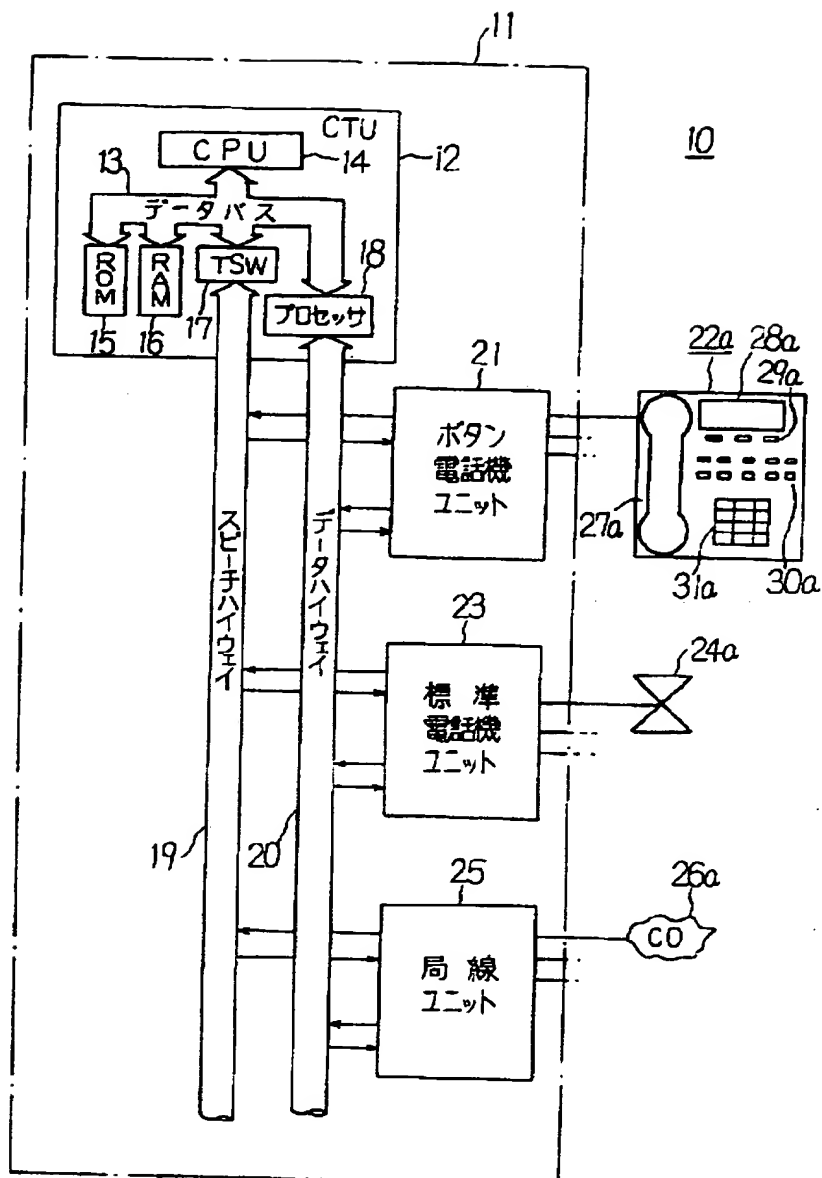 11
10
CTU
12
CPU
14
13
データバス
ROM
RAM
TSW
18
プロセッサ
15
16
17
21
ボタン
電話機
ユニット
22a
28a
29a
27a
31a
30a
スピーチハイウェイ
データハイウェイ
23
標準
電話機
ユニット
24a
19
20
25
局線
ユニット
26a
CO